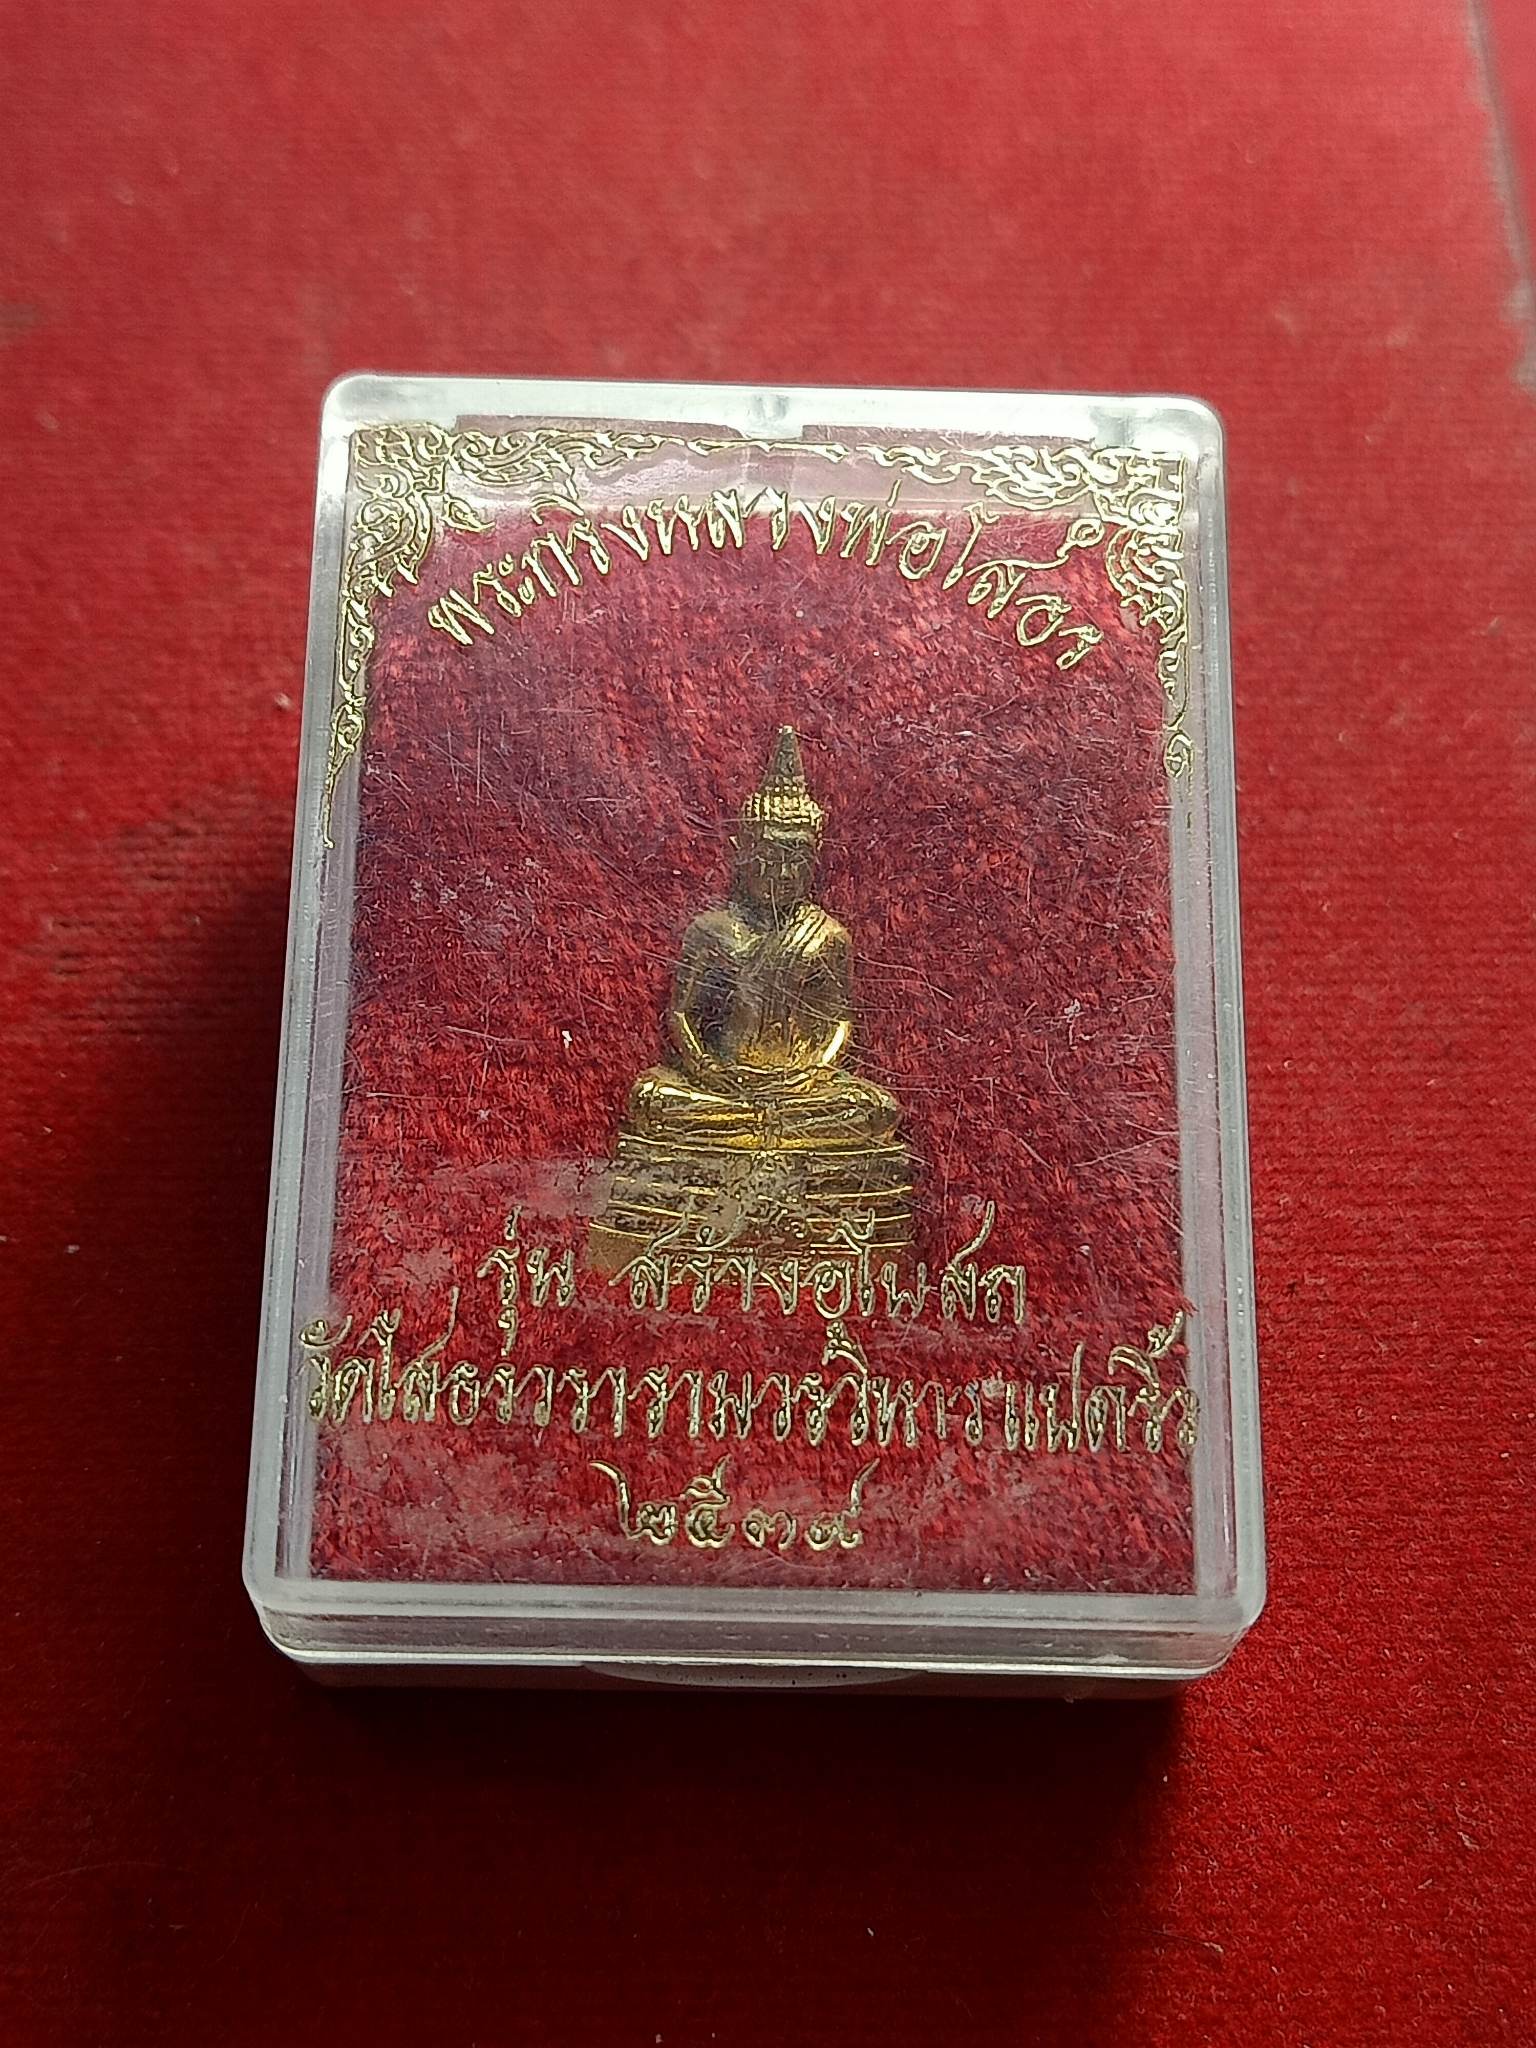 พระกริ่งหลวงพ่อโสธร
รุ่น สร้างอุโบสถ
วัดโสธรวรารามวรวิหาร แปดริ้ว
๒๕๓๙